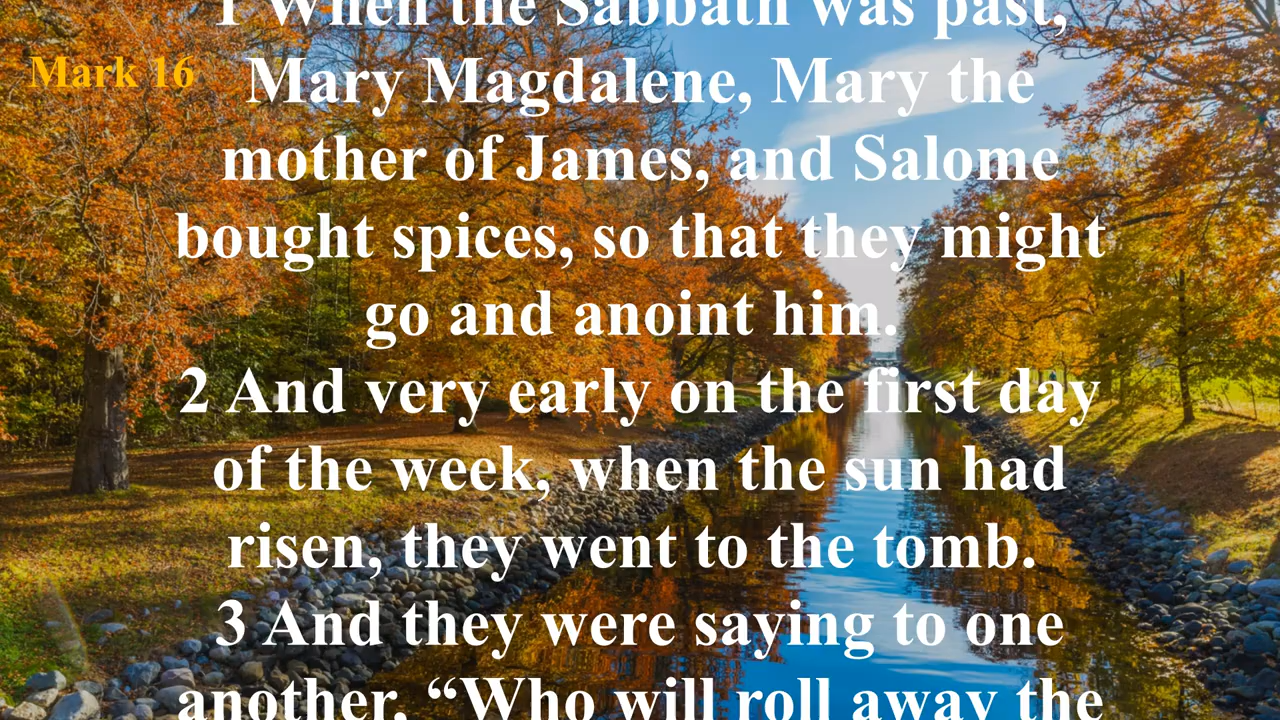 1 When the Sabbath was past,
Mark 16
Mary Magdalene, Mary the
mother of James, and Salome
bought spices, so that they might
go and anoint him.
2 And very early on the first day
of the week, when the sun had
risen, they went to the tomb.
3 And they were saying to one
another, “Who will roll away the